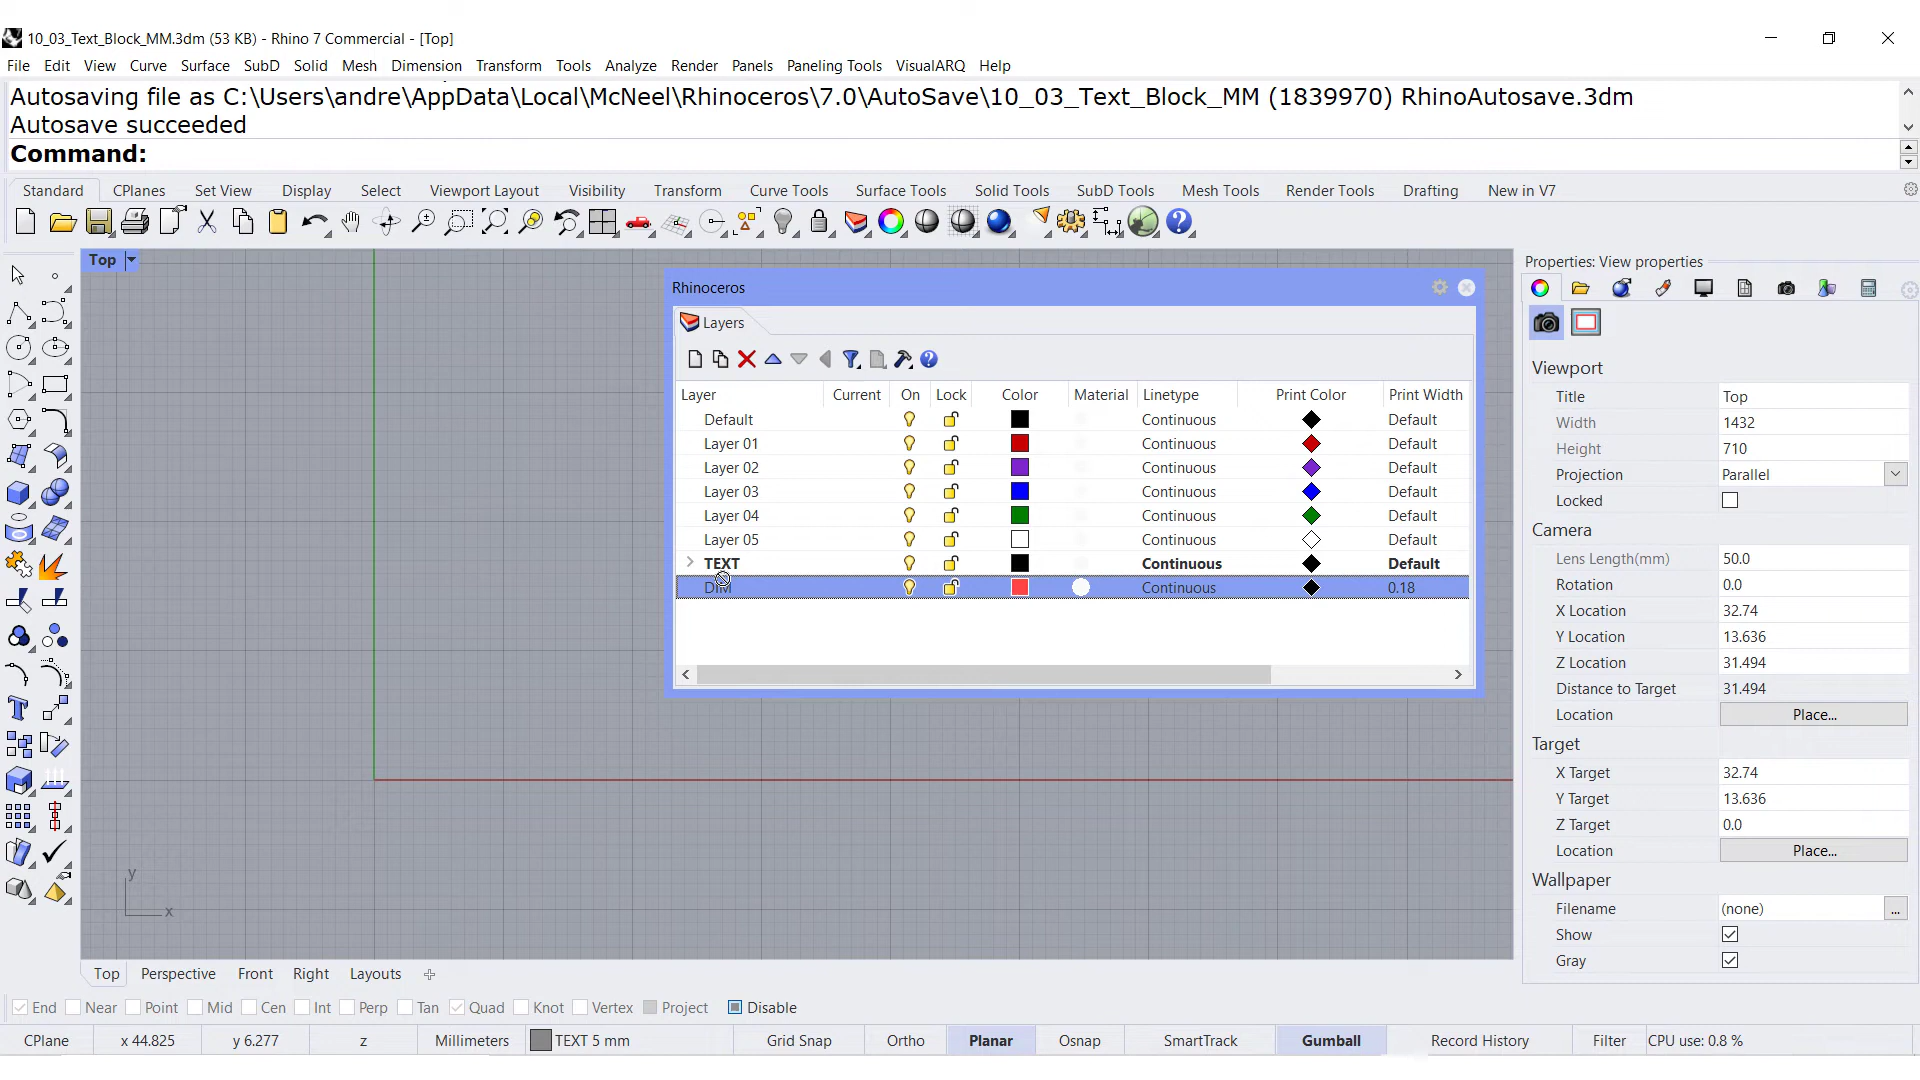 10_03_Text_Block_MM.3dm (53 KB) - Rhino 7 Commercial - [Top]
File Edit View Curve Surface SubD Solid Mesh Dimension Transform Tools Analyze Render Panels Paneling Tools VisualARQ Help
Autosaving file as C:\Users\andre\AppData\Local\McNeel\Rhinoceros\7.0\AutoSave\10_03_Text_Block_MM (1839970) RhinoAutosave.3dm
Autosave succeeded
Command:
Standard CPlanes Set View Display Select Viewport Layout Visibility Transform Curve Tools Surface Tools Solid Tools SubD Tools Mesh Tools Render Tools Drafting New in V7
Top
Rhinoceros
Layers
Layer Current On Lock Color Material Linetype Print Color Print Width
Default Continuous Default
Layer 01 Continuous Default
Layer 02 Continuous Default
Layer 03 Continuous Default
Layer 04 Continuous Default
Layer 05 Continuous Default
TEXT Continuous Default
DIM Continuous 0.18
Properties: View properties
Viewport
Title Top
Width 1432
Height 710
Projection Parallel
Locked
Camera
Lens Length(mm) 50.0
Rotation 0.0
X Location 32.74
Y Location 13.636
Z Location 31.494
Distance to Target 31.494
Location Place...
Target
X Target 32.74
Y Target 13.636
Z Target 0.0
Location Place...
Wallpaper
Filename (none) ...
Show
Gray
y
x
Top Perspective Front Right Layouts
End Near Point Mid Cen Int Perp Tan Quad Knot Vertex Project Disable
CPlane x 44.825 y 6.277 z Millimeters TEXT 5 mm Grid Snap Ortho Planar Osnap SmartTrack Gumball Record History Filter CPU use: 0.8 %